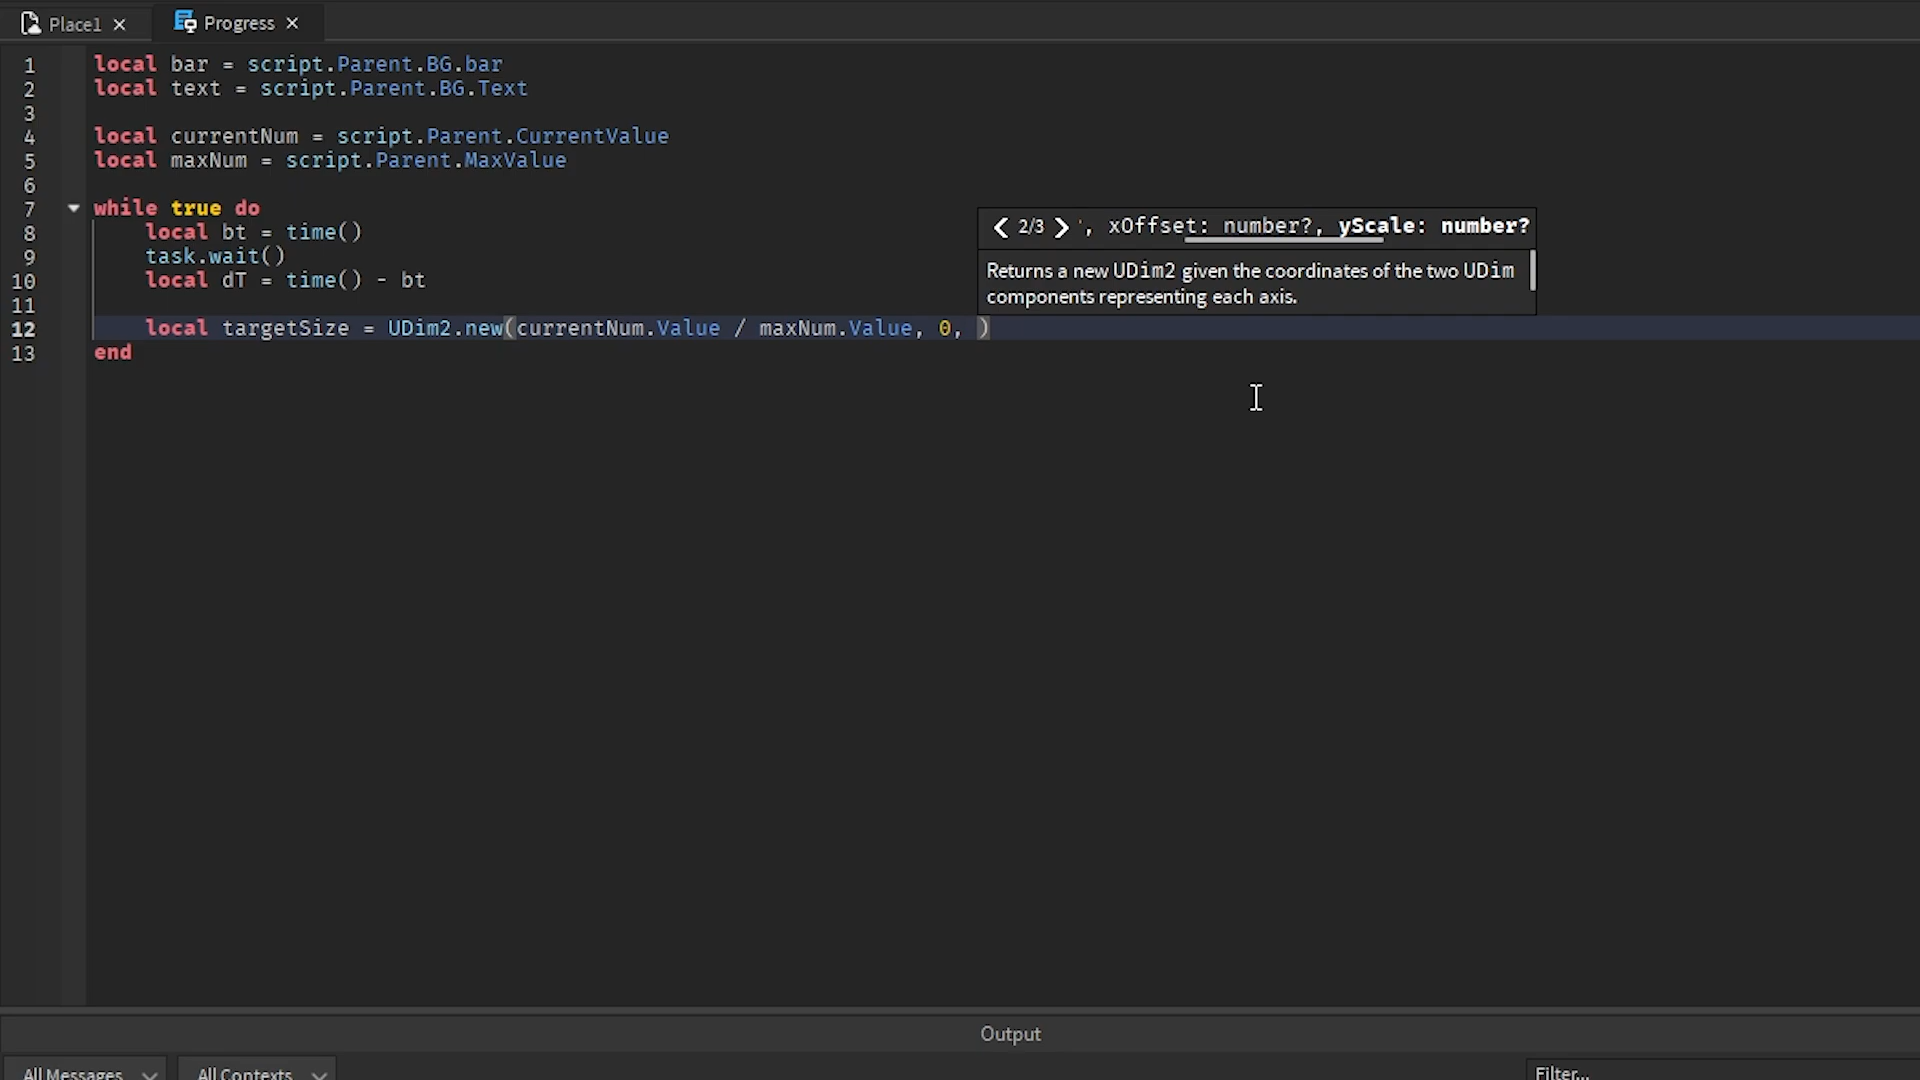 Place1
Progress
1 local bar = script.Parent.BG.bar
2 local text = script.Parent.BG.Text
3
4 local currentNum = script.Parent.CurrentValue
5 local maxNum = script.Parent.MaxValue
6
7 while true do
8 local bt = time()
9 task.wait()
10 local dT = time() - bt
11
12 local targetSize = UDim2.new(currentNum.Value / maxNum.Value, 0, )
13 end
2/3 , xOffset: number?, yScale: number?
Returns a new UDim2 given the coordinates of the two UDim
components representing each axis.
Output
All Messages
All Contexts
Filter...